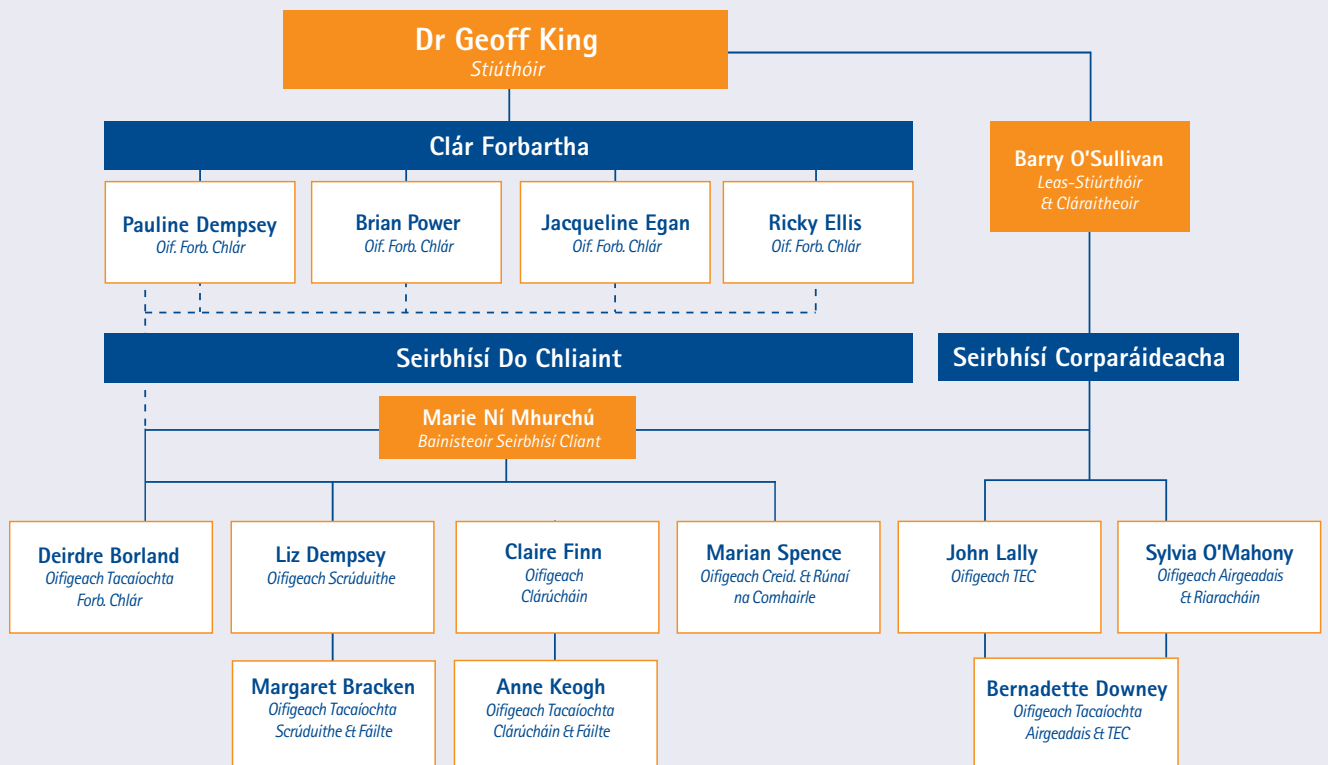 Dr Geoff King
Stiúthóir
Clár Forbartha
Barry O'Sullivan
Leas-Stiúrthóir
& Cláraitheoir
Pauline Dempsey
Oif. Forb. Chlár
Brian Power
Oif. Forb. Chlár
Jacqueline Egan
Oif. Forb. Chlár
Ricky Ellis
Oif. Forb. Chlár
Seirbhísí Do Chliaint
Seirbhísí Corparáideacha
Marie Ní Mhurchú
Bainisteoir Seirbhísí Cliant
Deirdre Borland
Oifigeach Tacaíochta
Forb. Chlár
Liz Dempsey
Oifigeach Scrúduithe
Claire Finn
Oifigeach
Clárúcháin
Marian Spence
Oifigeach Creid. & Rúnaí
na Comhairle
John Lally
Oifigeach TEC
Sylvia O'Mahony
Oifigeach Airgeadais
& Riaracháin
Margaret Bracken
Oifigeach Tacaíochta
Scrúduithe & Fáilte
Anne Keogh
Oifigeach Tacaíochta
Clárúcháin & Fáilte
Bernadette Downey
Oifigeach Tacaíochta
Airgeadais & TEC